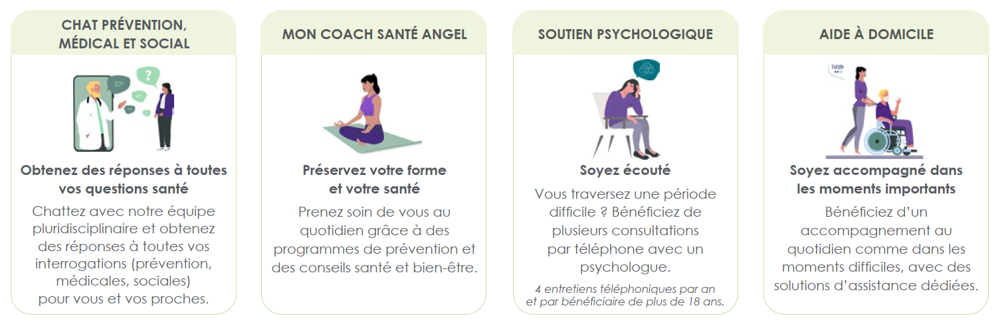 CHAT PRÉVENTION,
MÉDICAL ET SOCIAL
?
Obtenez des réponses à toutes
vos questions santé
Chattez avec notre équipe
pluridisciplinaire et obtenez
des réponses à toutes vos
interrogations (prévention,
médicales, sociales)
pour vous et vos proches.
MON COACH SANTÉ ANGEL
Préservez votre forme
et votre santé
Prenez soin de vous au
quotidien grâce à des
programmes de prévention et
des conseils santé et bien-être.
SOUTIEN PSYCHOLOGIQUE
Soyez écouté
Vous traversez une période
difficile ? Bénéficiez de
plusieurs consultations
par téléphone avec un
psychologue.
4 entretiens téléphoniques par an
et par bénéficiaire de plus de 18 ans.
AIDE À DOMICILE
Soyez accompagné dans
les moments importants
Bénéficiez d’un
accompagnement au
quotidien comme dans les
moments difficiles, avec des
solutions d’assistance dédiées.